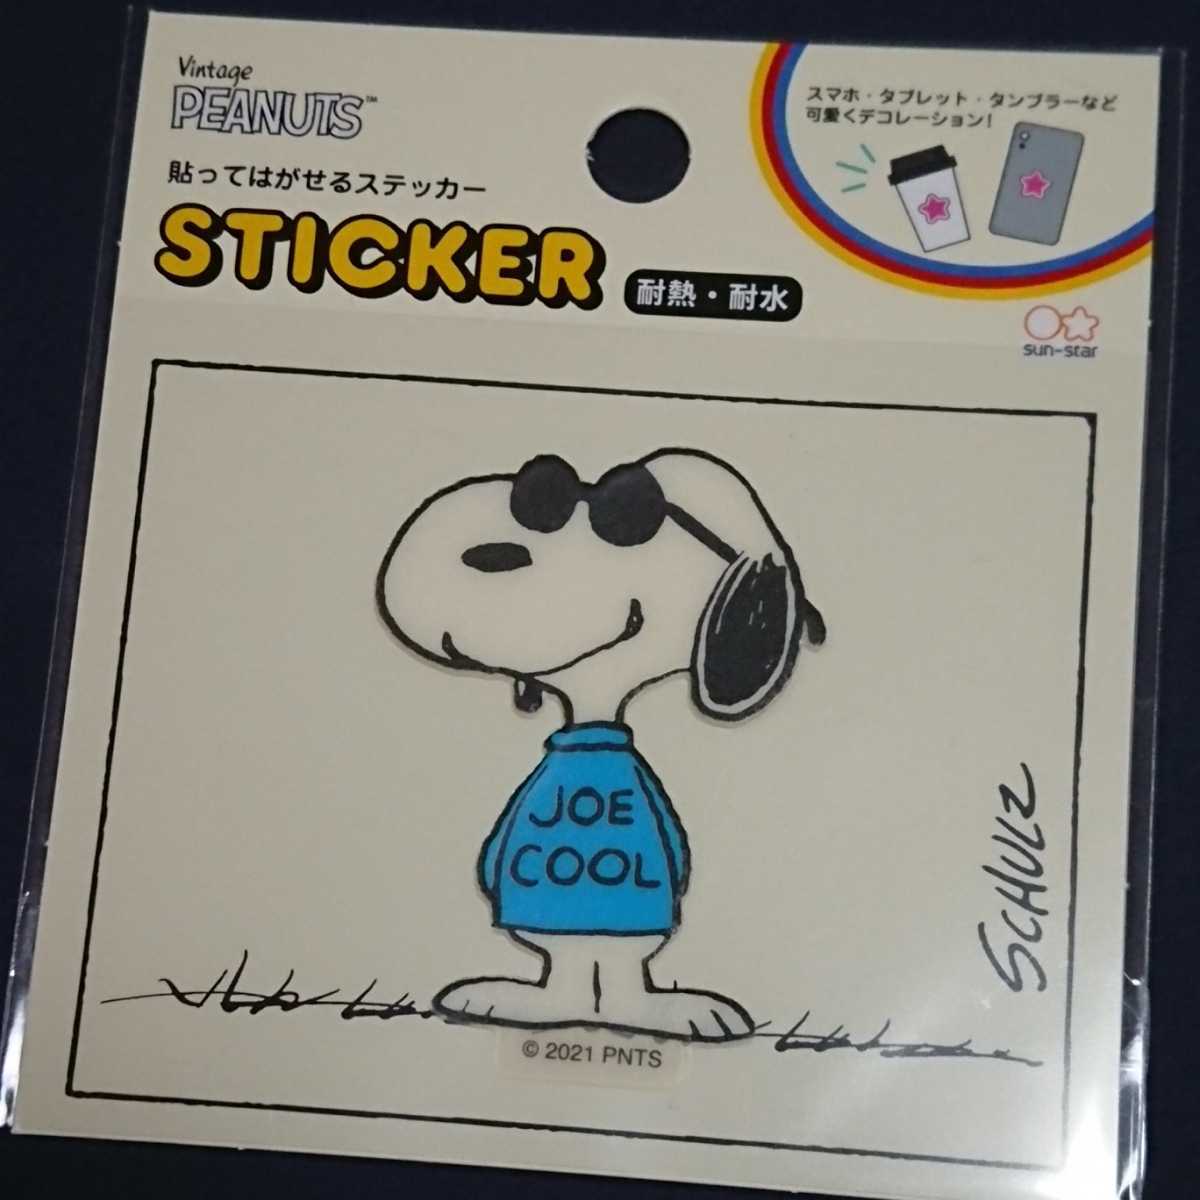 Vintage
PEANUTS™
貼ってはがせるステッカー
STICKER
耐熱・耐水
スマホ・タブレット・タンブラーなど
可愛くデコレーション!
sun-star
JOE
COOL
SCHULZ
© 2021 PNTS